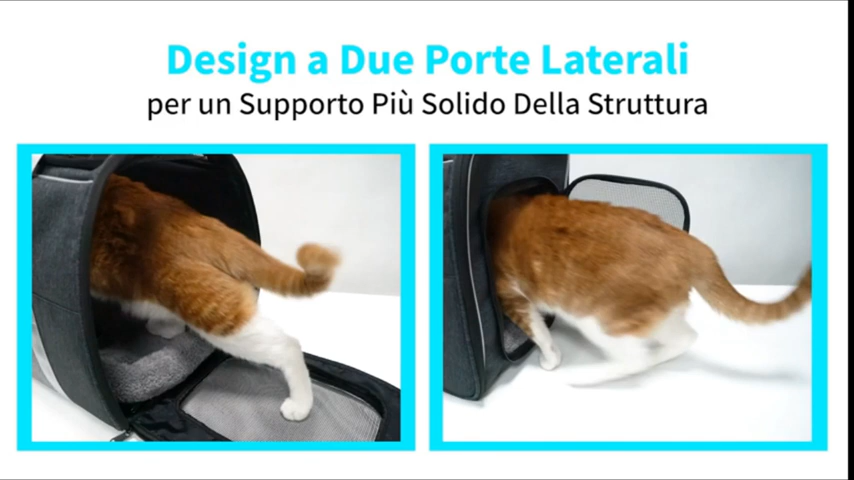 Design a Due Porte Laterali
per un Supporto Più Solido Della Struttura